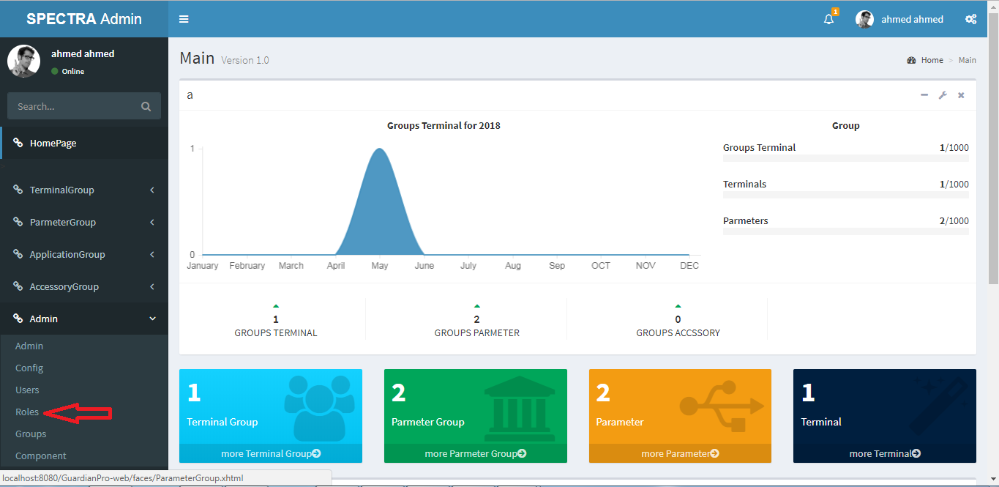 SPECTRA Admin
1
ahmed ahmed
ahmed ahmed
Online
Search...
HomePage
TerminalGroup
ParmeterGroup
ApplicationGroup
AccessoryGroup
Admin
Admin
Config
Users
Roles
Groups
Component
Main Version 1.0
Home > Main
a
Groups Terminal for 2018
1
0
January February March April May June July Aug Sep OCT NOV DEC
Group
Groups Terminal 1/1000
Terminals 1/1000
Parmeters 2/1000
1
GROUPS TERMINAL
2
GROUPS PARMETER
0
GROUPS ACCSSORY
1
Terminal Group
more Terminal Group
2
Parmeter Group
more Parmeter Group
2
Parameter
more Parameter
1
Terminal
more Terminal
localhost:8080/GuardianPro-web/faces/ParameterGroup.xhtml